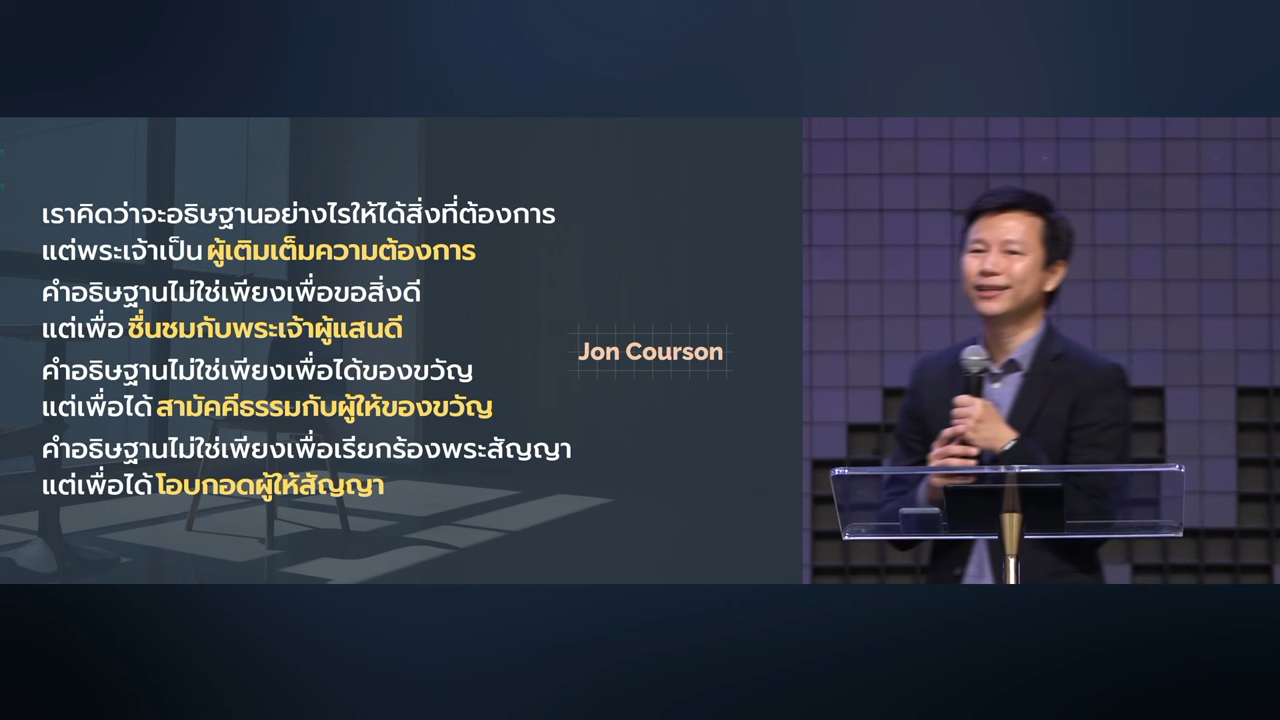 เราคิดว่าจะอธิษฐานอย่างไรให้ได้สิ่งที่ต้องการ
แต่พระเจ้าเป็น ผู้เติมเต็มความต้องการ
คำอธิษฐานไม่ใช่เพียงเพื่อขอสิ่งดี
แต่เพื่อ ชื่นชมกับพระเจ้าผู้แสนดี
คำอธิษฐานไม่ใช่เพียงเพื่อได้ของขวัญ
แต่เพื่อได้ สามัคคีธรรมกับผู้ให้ของขวัญ
คำอธิษฐานไม่ใช่เพียงเพื่อเรียกร้องพระสัญญา
แต่เพื่อได้ โอบกอดผู้ให้สัญญา
Jon Courson